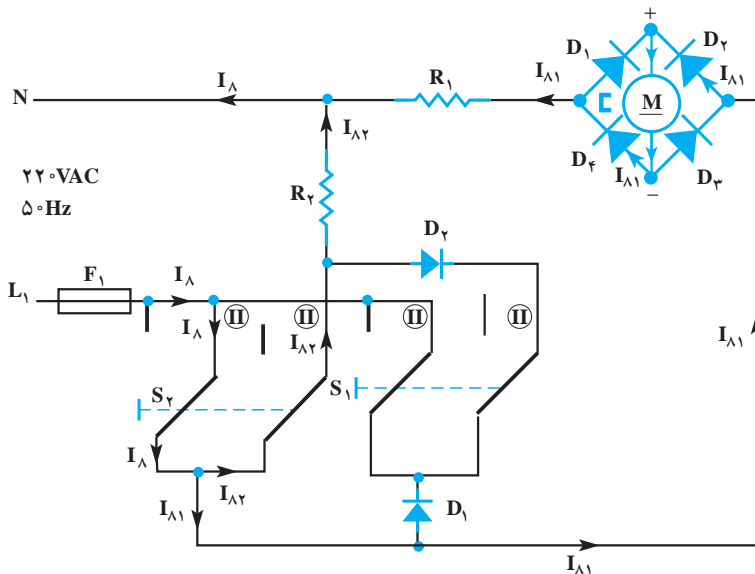 +
D۱ D۲
N I۸ R۱ I۸۱ M I۸۱
I۸۲ D۴ I۸۱ D۳
−
۲۲۰VAC
۵۰Hz
R۲
D۲
L۱ F۱ I۸
I۸ II I۸۲ II II II I۸۱
S۲ S۱
I۸ I۸۲
I۸۱ D۱
I۸۱